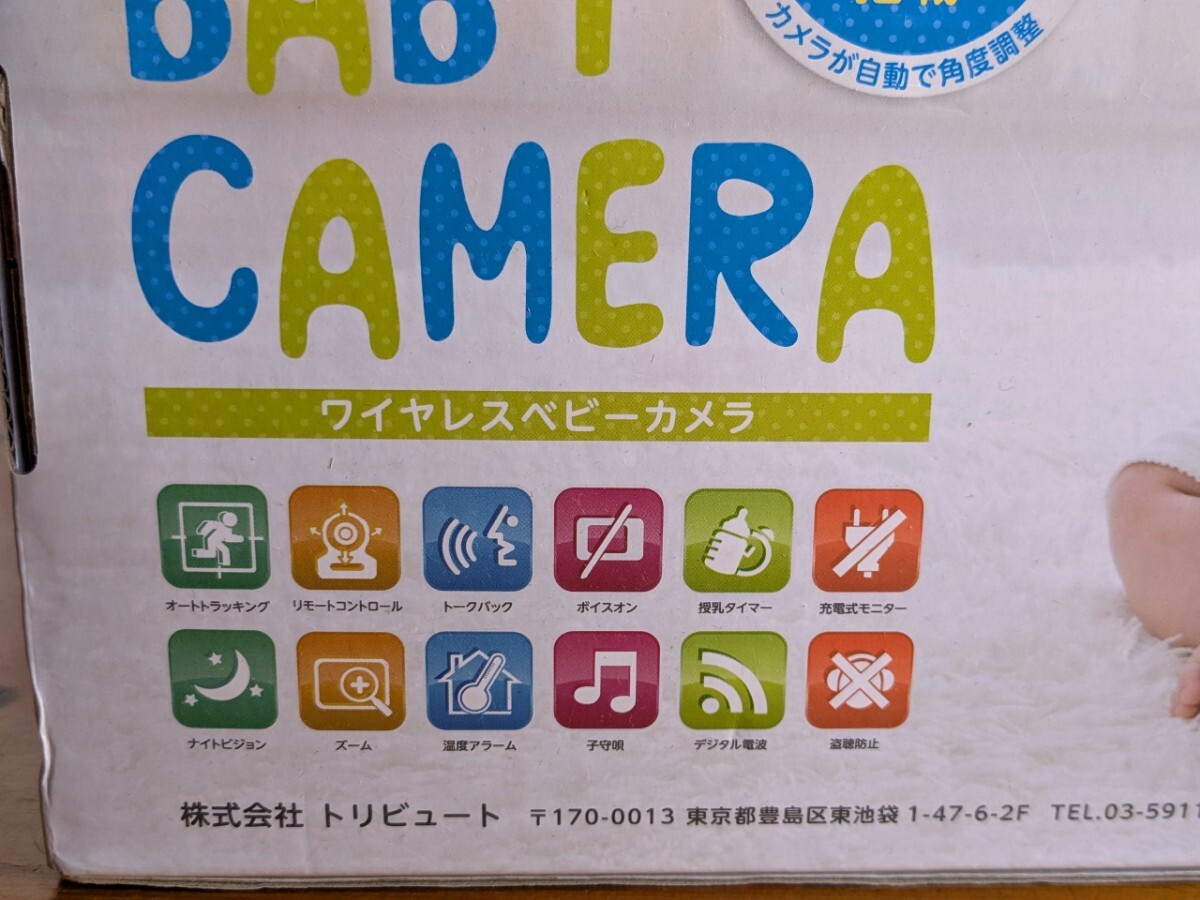 BABY
カメラが自動で角度調整
CAMERA
ワイヤレスベビーカメラ
オートトラッキング リモートコントロール トークバック ボイスオン 授乳タイマー 充電式モニター
ナイトビジョン ズーム 温度アラーム 子守唄 デジタル電波 盗聴防止
株式会社 トリビュート 〒170-0013 東京都豊島区東池袋 1-47-6-2F TEL.03-5911